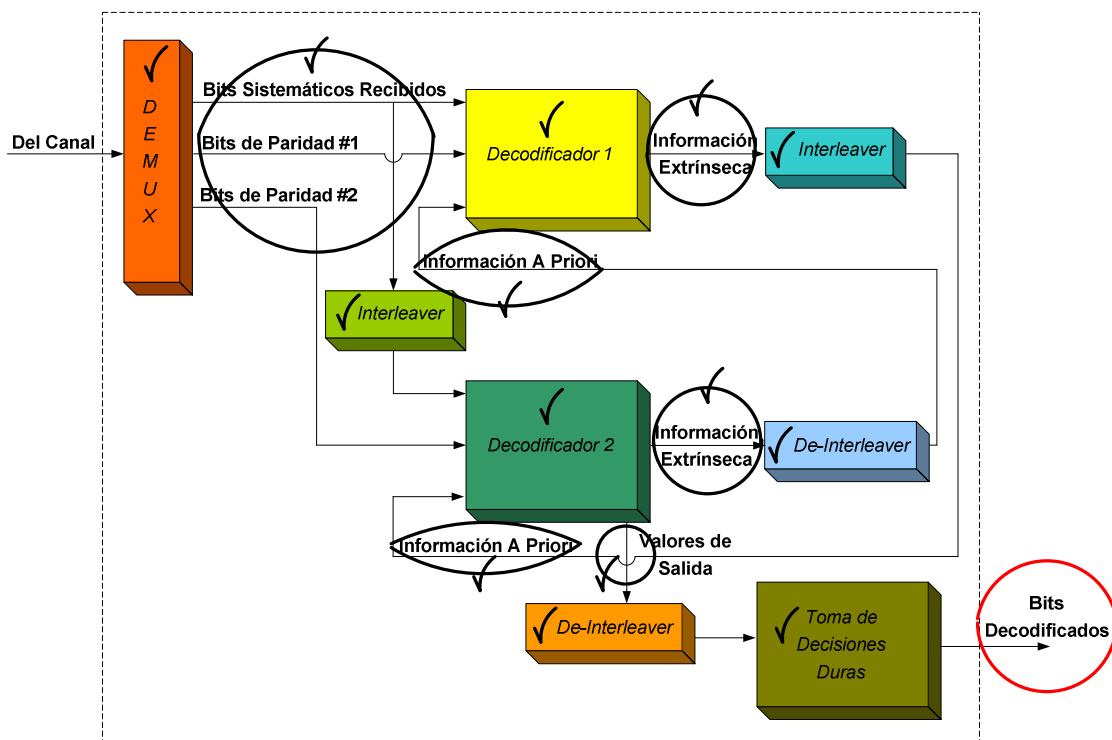 Del Canal
D
E
M
U
X
Bits Sistemáticos Recibidos
Bits de Paridad #1
Bits de Paridad #2
Decodificador 1
Información
Extrínseca
Interleaver
Información A Priori
Interleaver
Decodificador 2
Información
Extrínseca
De-Interleaver
Información A Priori
Valores de
Salida
De-Interleaver
Toma de
Decisiones
Duras
Bits
Decodificados